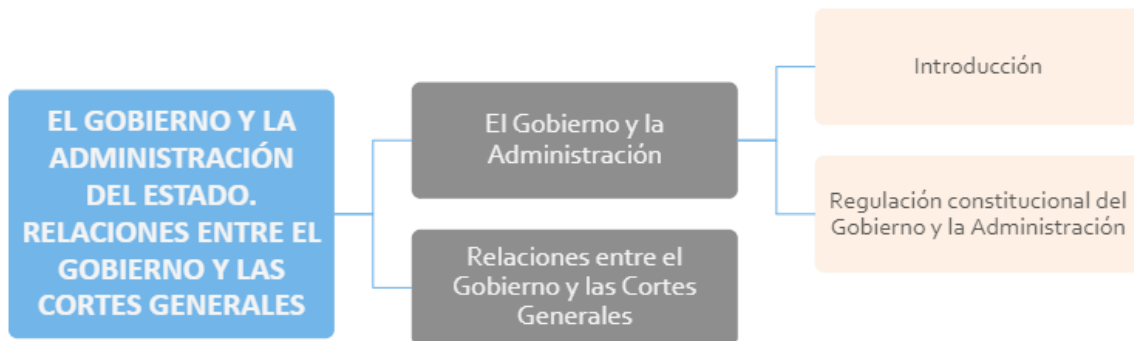 EL GOBIERNO Y LA
ADMINISTRACIÓN
DEL ESTADO.
RELACIONES ENTRE EL
GOBIERNO Y LAS
CORTES GENERALES
El Gobierno y la
Administración
Relaciones entre el
Gobierno y las Cortes
Generales
Introducción
Regulación constitucional del
Gobierno y la Administración